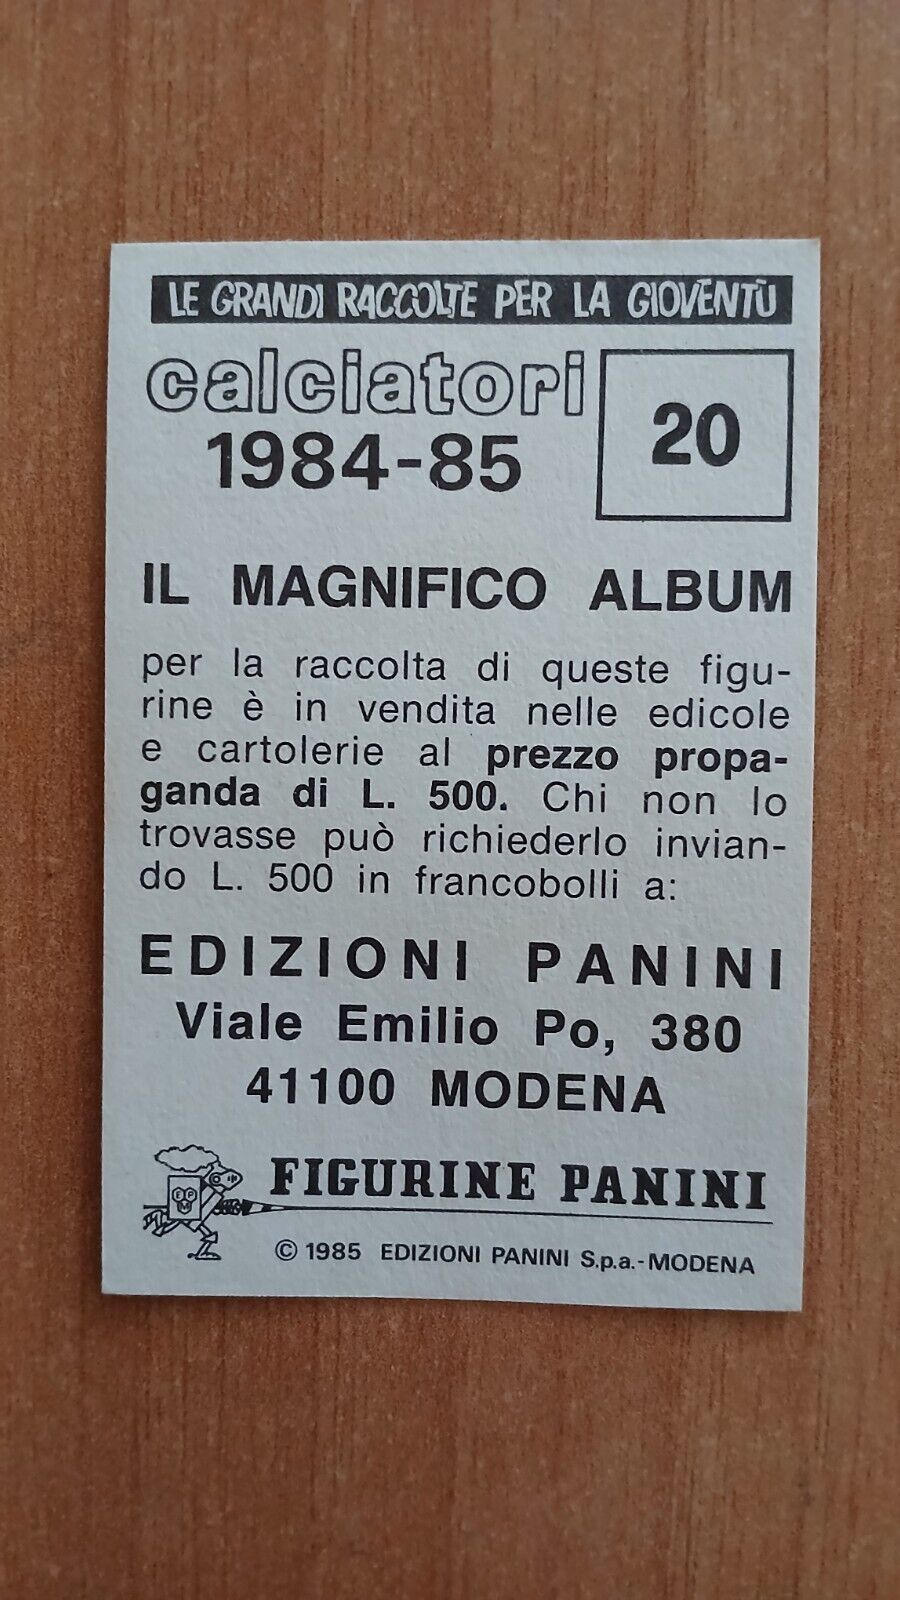 LE GRANDI RACCOLTE PER LA GIOVENTÙ
calciatori
1984-85
20
IL MAGNIFICO ALBUM
per la raccolta di queste figu-
rine è in vendita nelle edicole
e cartolerie al prezzo propa-
ganda di L. 500. Chi non lo
trovasse può richiederlo invian-
do L. 500 in francobolli a:
EDIZIONI PANINI
Viale Emilio Po, 380
41100 MODENA
EPM
FIGURINE PANINI
© 1985 EDIZIONI PANINI S.p.a.-MODENA